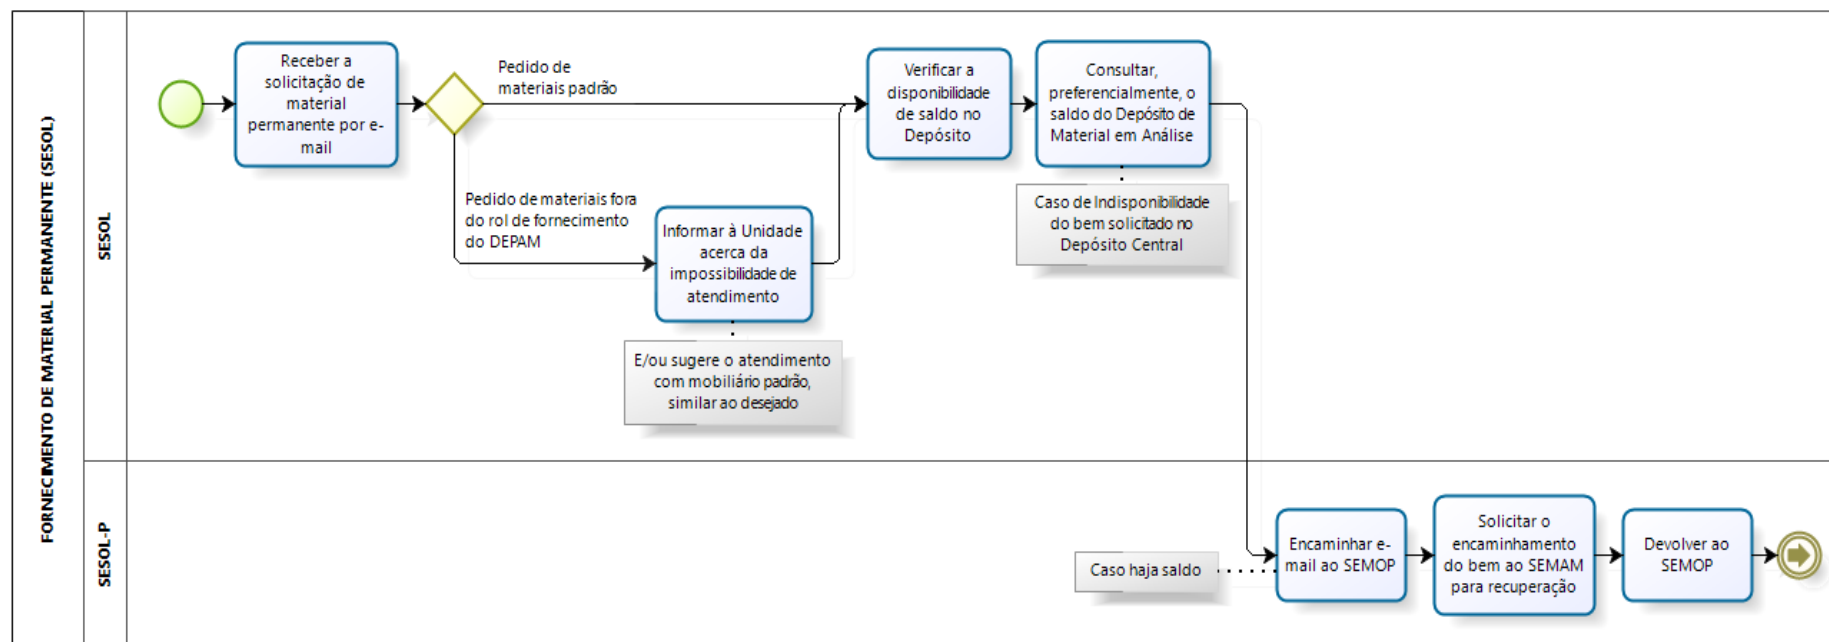 FORNECIMENTO DE MATERIAL PERMANENTE (SESOL)
SESOL
Receber a
solicitação de
material
permanente por e-
mail
Pedido de
materiais padrão
Pedido de materiais fora
do rol de fornecimento
do DEPAM
Informar à Unidade
acerca da
impossibilidade de
atendimento
E/ou sugere o atendimento
com mobiliário padrão,
similar ao desejado
Verificar a
disponibilidade
de saldo no
Depósito
Consultar,
preferencialmente, o
saldo do Depósito de
Material em Análise
Caso de Indisponibilidade
do bem solicitado no
Depósito Central
SESOL-P
Caso haja saldo
Encaminhar e-
mail ao SEMOP
Solicitar o
encaminhamento
do bem ao SEMAM
para recuperação
Devolver ao
SEMOP